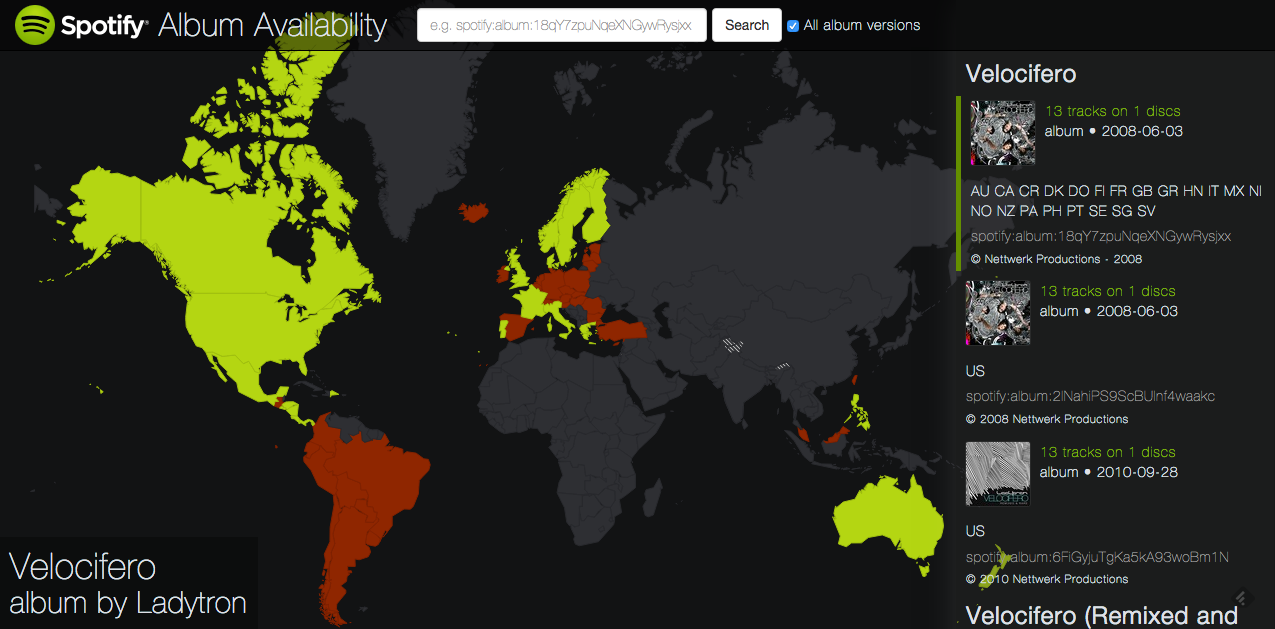 Spotify® Album Availability
e.g. spotify:album:18qY7zpuNqeXNGywRysjxx
Search
All album versions
Velocifero
13 tracks on 1 discs
album • 2008-06-03
AU CA CR DK DO FI FR GB GR HN IT MX NI
NO NZ PA PH PT SE SG SV
spotify:album:18qY7zpuNqeXNGywRysjxx
© Nettwerk Productions - 2008
13 tracks on 1 discs
album • 2008-06-03
US
spotify:album:2lNahiPS9ScBUlnf4waakc
© 2008 Nettwerk Productions
13 tracks on 1 discs
album • 2010-09-28
US
spotify:album:6FiGyjuTgKa5kA93woBm1N
© 2010 Nettwerk Productions
Velocifero (Remixed and
Velocifero
album by Ladytron